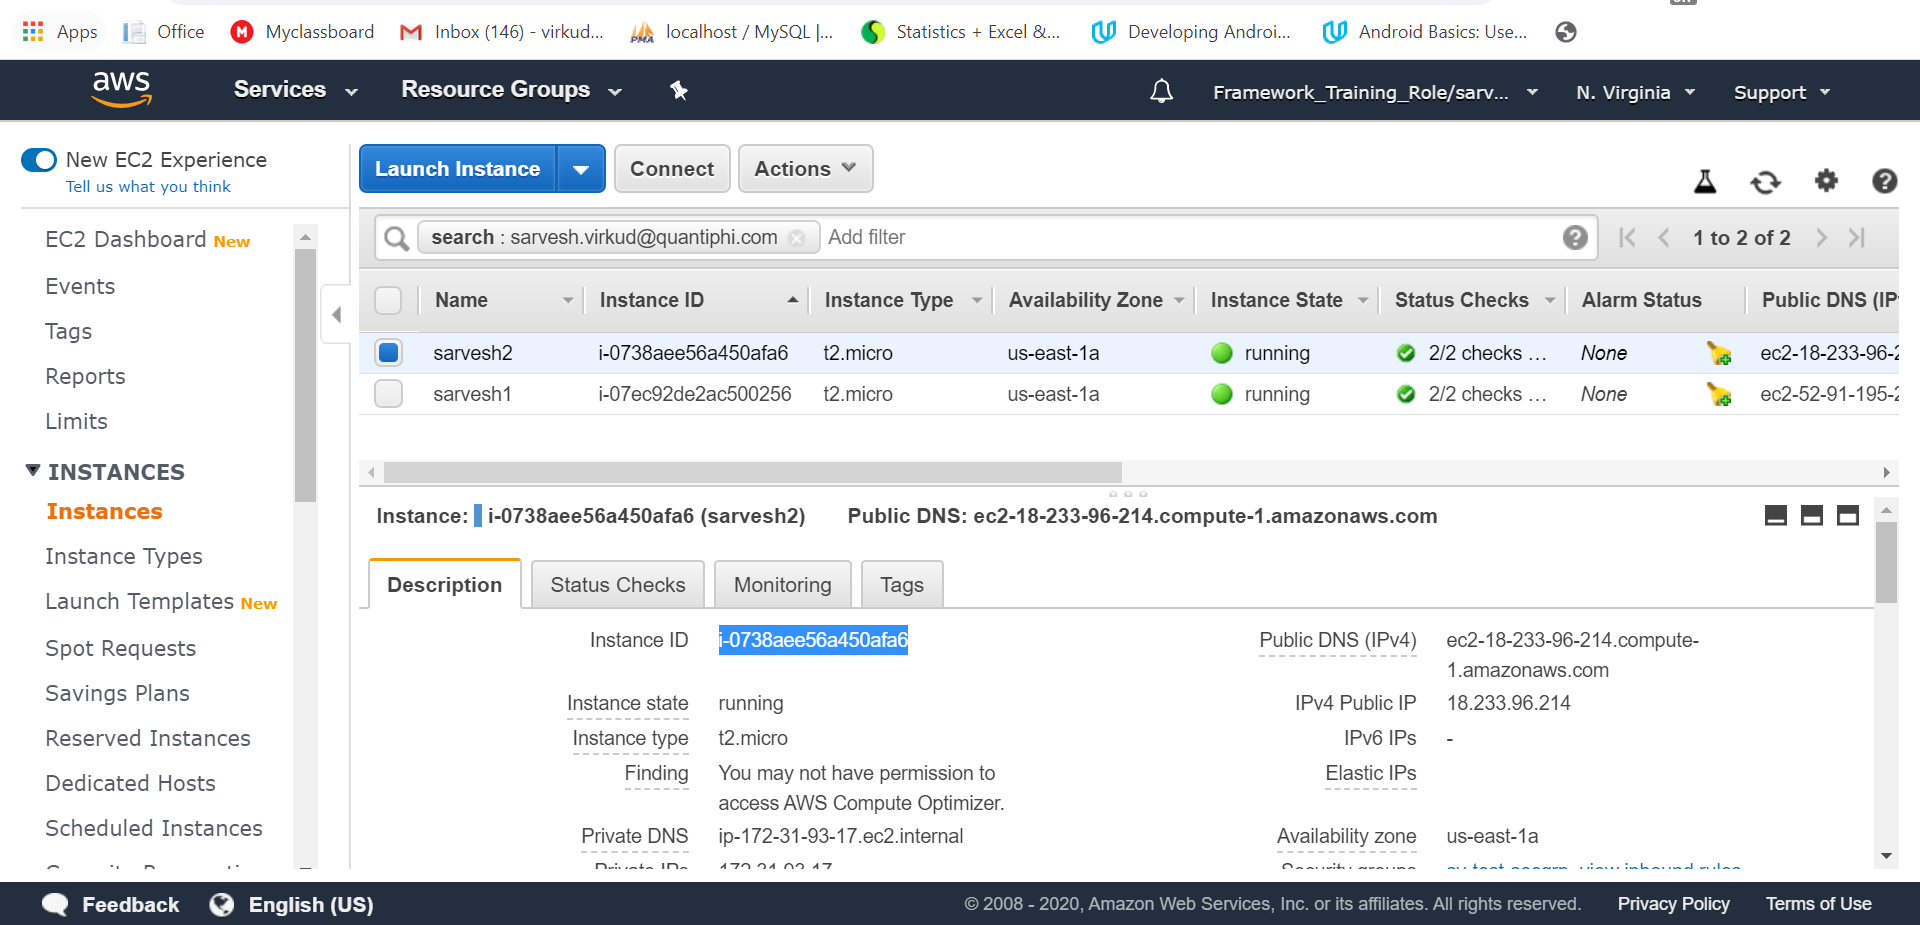 Apps Office Myclassboard Inbox (146) - virkud... localhost / MySQL |... Statistics + Excel &... Developing Androi... Android Basics: Use...
aws Services Resource Groups Framework_Training_Role/sarv... N. Virginia Support
New EC2 Experience
Tell us what you think
Launch Instance Connect Actions
search : sarvesh.virkud@quantiphi.com Add filter 1 to 2 of 2
Name Instance ID Instance Type Availability Zone Instance State Status Checks Alarm Status Public DNS (IP
sarvesh2 i-0738aee56a450afa6 t2.micro us-east-1a running 2/2 checks ... None ec2-18-233-96-2
sarvesh1 i-07ec92de2ac500256 t2.micro us-east-1a running 2/2 checks ... None ec2-52-91-195-2
EC2 Dashboard New
Events
Tags
Reports
Limits
INSTANCES
Instances
Instance Types
Launch Templates New
Spot Requests
Savings Plans
Reserved Instances
Dedicated Hosts
Scheduled Instances
Instance: i-0738aee56a450afa6 (sarvesh2) Public DNS: ec2-18-233-96-214.compute-1.amazonaws.com
Description Status Checks Monitoring Tags
Instance ID i-0738aee56a450afa6
Instance state running
Instance type t2.micro
Finding You may not have permission to
access AWS Compute Optimizer.
Private DNS ip-172-31-93-17.ec2.internal
Private IPs 172.31.93.17
Public DNS (IPv4) ec2-18-233-96-214.compute-
1.amazonaws.com
IPv4 Public IP 18.233.96.214
IPv6 IPs -
Elastic IPs
Availability zone us-east-1a
Security groups view inbound rules
Feedback English (US) © 2008 - 2020, Amazon Web Services, Inc. or its affiliates. All rights reserved. Privacy Policy Terms of Use